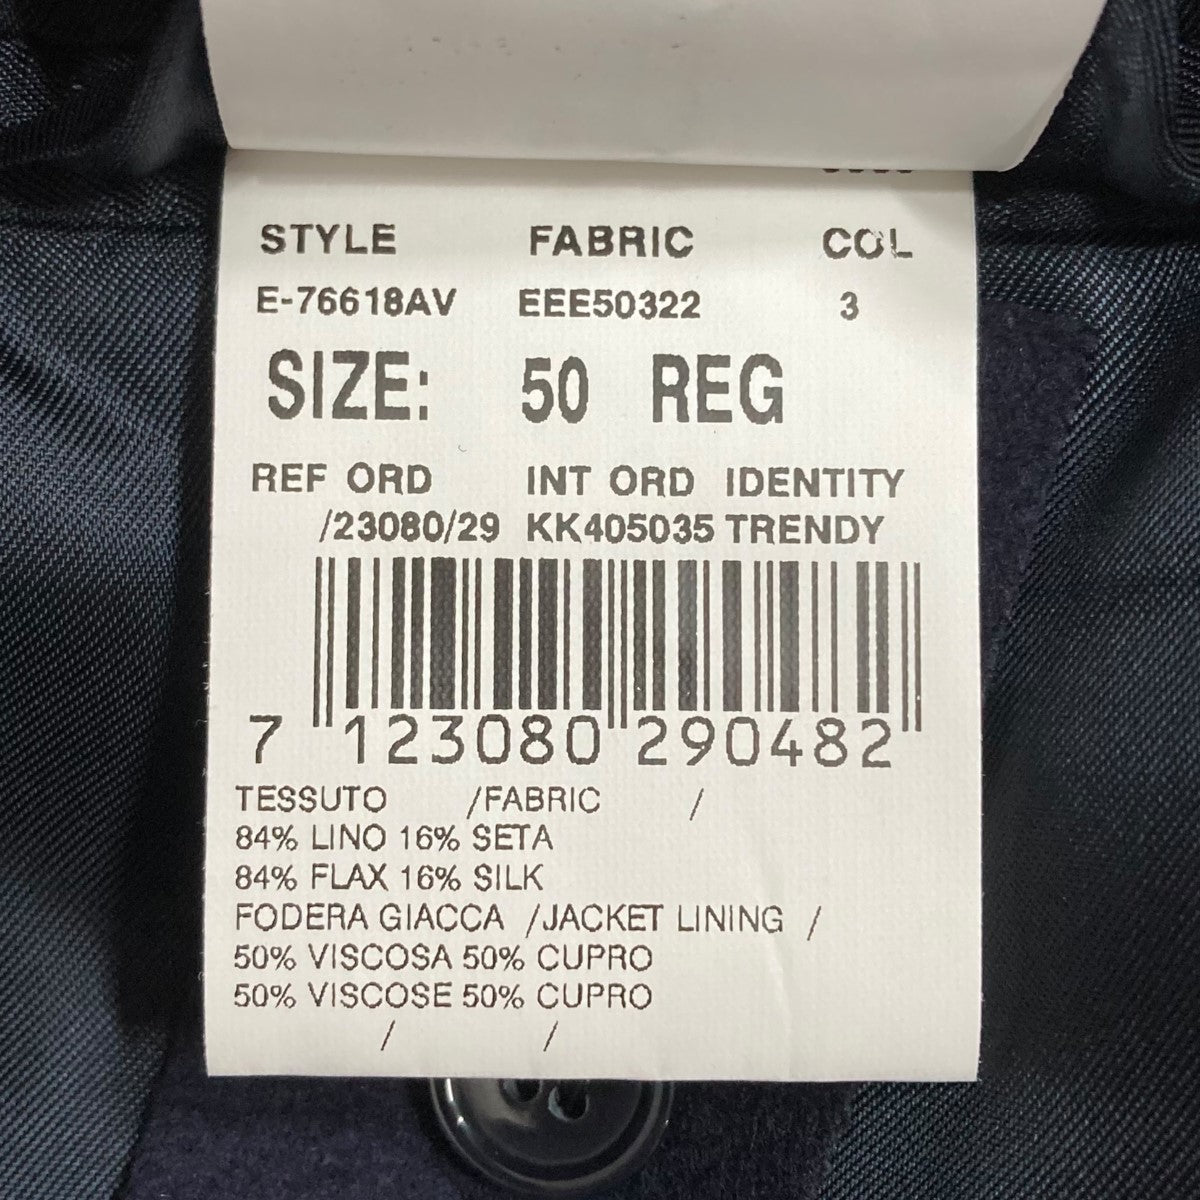 STYLE FABRIC COL
E-76618AV EEE50322 3
SIZE: 50 REG
REF ORD INT ORD IDENTITY
/23080/29 KK405035 TRENDY
7 123080 290482
TESSUTO /FABRIC /
84% LINO 16% SETA
84% FLAX 16% SILK
FODERA GIACCA /JACKET LINING /
50% VISCOSA 50% CUPRO
50% VISCOSE 50% CUPRO
/ /